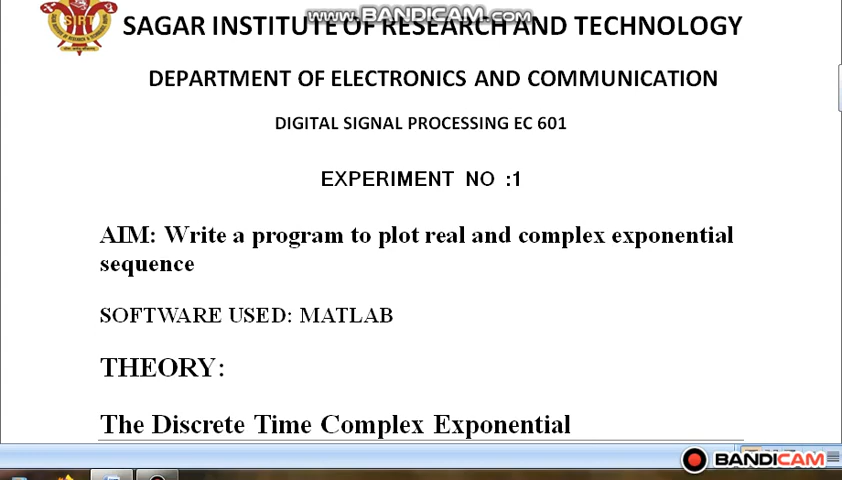 www.BANDICAM.com
SAGAR INSTITUTE OF RESEARCH AND TECHNOLOGY
SIRT
DEPARTMENT OF ELECTRONICS AND COMMUNICATION
DIGITAL SIGNAL PROCESSING EC 601
EXPERIMENT NO :1
AIM: Write a program to plot real and complex exponential
sequence
SOFTWARE USED: MATLAB
THEORY:
The Discrete Time Complex Exponential
BANDICAM